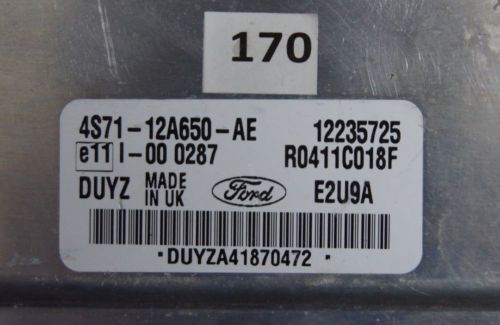 170
4S71-12A650-AE 12235725
e11 I-00 0287 R0411C018F
DUYZ MADE IN UK Ford E2U9A
·DUYZA41870472·